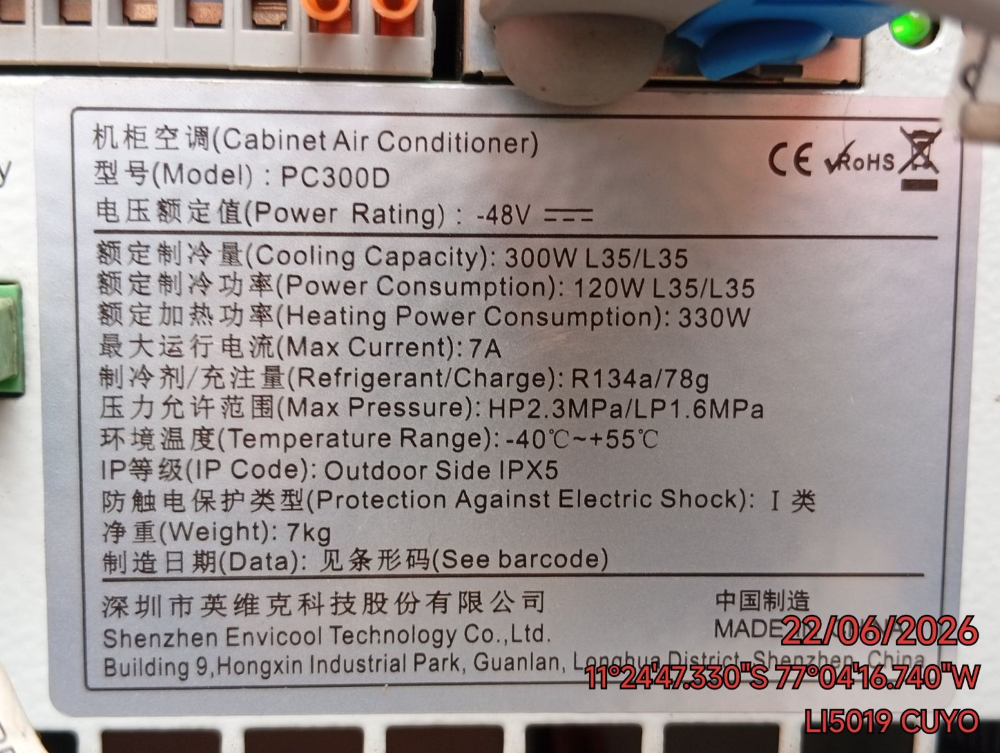 机柜空调(Cabinet Air Conditioner)
CE RoHS
型号(Model) : PC300D
电压额定值(Power Rating) : -48V
额定制冷量(Cooling Capacity): 300W L35/L35
额定制冷功率(Power Consumption): 120W L35/L35
额定加热功率(Heating Power Consumption): 330W
最大运行电流(Max Current): 7A
制冷剂/充注量(Refrigerant/Charge): R134a/78g
压力允许范围(Max Pressure): HP2.3MPa/LP1.6MPa
环境温度(Temperature Range): -40℃~+55℃
IP等级(IP Code): Outdoor Side IPX5
防触电保护类型(Protection Against Electric Shock): I 类
净重(Weight): 7kg
制造日期(Data): 见条形码(See barcode)
深圳市英维克科技股份有限公司
中国制造
Shenzhen Envicool Technology Co.,Ltd.
MADE IN CHINA
Building 9,Hongxin Industrial Park, Guanlan, Longhua District, Shenzhen, China
22/06/2026
11°24'47.330"S 77°04'16.740"W
LI5019 CUYO